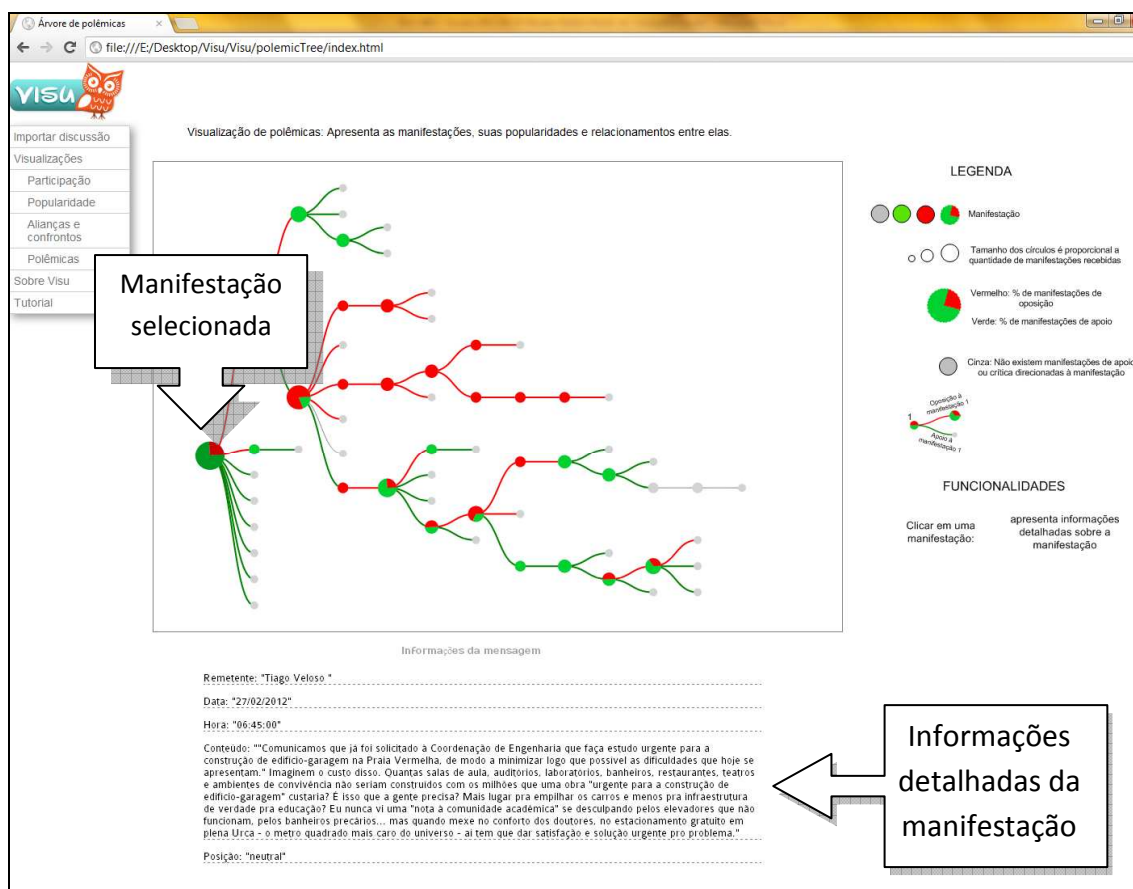 Árvore de polêmicas
file:///E:/Desktop/Visu/Visu/polemicTree/index.html
VISU
Importar discussão
Visualizações
Participação
Popularidade
Alianças e
confrontos
Polêmicas
Sobre Visu
Tutorial
Visualização de polêmicas: Apresenta as manifestações, suas popularidades e relacionamentos entre elas.
Manifestação
selecionada
LEGENDA
Manifestação
Tamanho dos círculos é proporcional a
quantidade de manifestações recebidas
Vermelho: % de manifestações de
oposição
Verde: % de manifestações de apoio
Cinza: Não existem manifestações de apoio
ou crítica direcionadas à manifestação
1
Oposição à
manifestação 1
Apoio à
manifestação 1
FUNCIONALIDADES
Clicar em uma
manifestação:
apresenta informações
detalhadas sobre a
manifestação
Informações da mensagem
Remetente: "Tiago Veloso "
Data: "27/02/2012"
Hora: "06:45:00"
Conteúdo: ""Comunicamos que já foi solicitado à Coordenação de Engenharia que faça estudo urgente para a
construção de edifício-garagem na Praia Vermelha, de modo a minimizar logo que possivel as dificuldades que hoje se
apresentam." Imaginem o custo disso. Quantas salas de aula, auditórios, laboratórios, banheiros, restaurantes, teatros
e ambientes de convivência não seriam construidos com os milhões que uma obra "urgente para a construção de
edifício-garagem" custaria? É isso que a gente precisa? Mais lugar pra empilhar os carros e menos pra infraestrutura
de verdade pra educação? Eu nunca vi uma "nota à comunidade acadêmica" se desculpando pelos elevadores que não
funcionam, pelos banheiros precários... mas quando mexe no conforto dos doutores, no estacionamento gratuito em
plena Urca - o metro quadrado mais caro do universo - ai tem que dar satisfação e solução urgente pro problema."
Posição: "neutral"
Informações
detalhadas da
manifestação